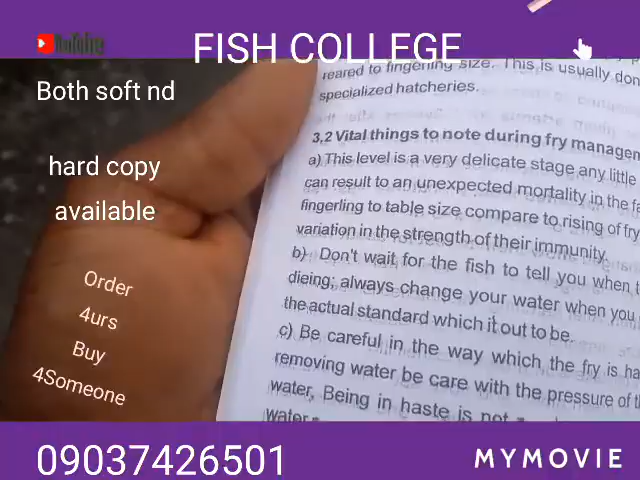 YouTube
FISH COLLEGE
Both soft nd
hard copy
available
Order
4urs
Buy
4Someone
reared to fingerling size. This is usually don
specialized hatcheries.
3,2 Vital things to note during fry managem
a) This level is a very delicate stage any little
can result to an unexpected mortality in the fa
fingerling to table size compare to rising of fry
variation in the strength of their immunity.
b) Don't wait for the fish to tell you when t
dieing; always change your water when you
the actual standard which it out to be.
c) Be careful in the way which the fry is ha
removing water be care with the pressure of t
water, Being in haste is not
water
09037426501
MYMOVIE